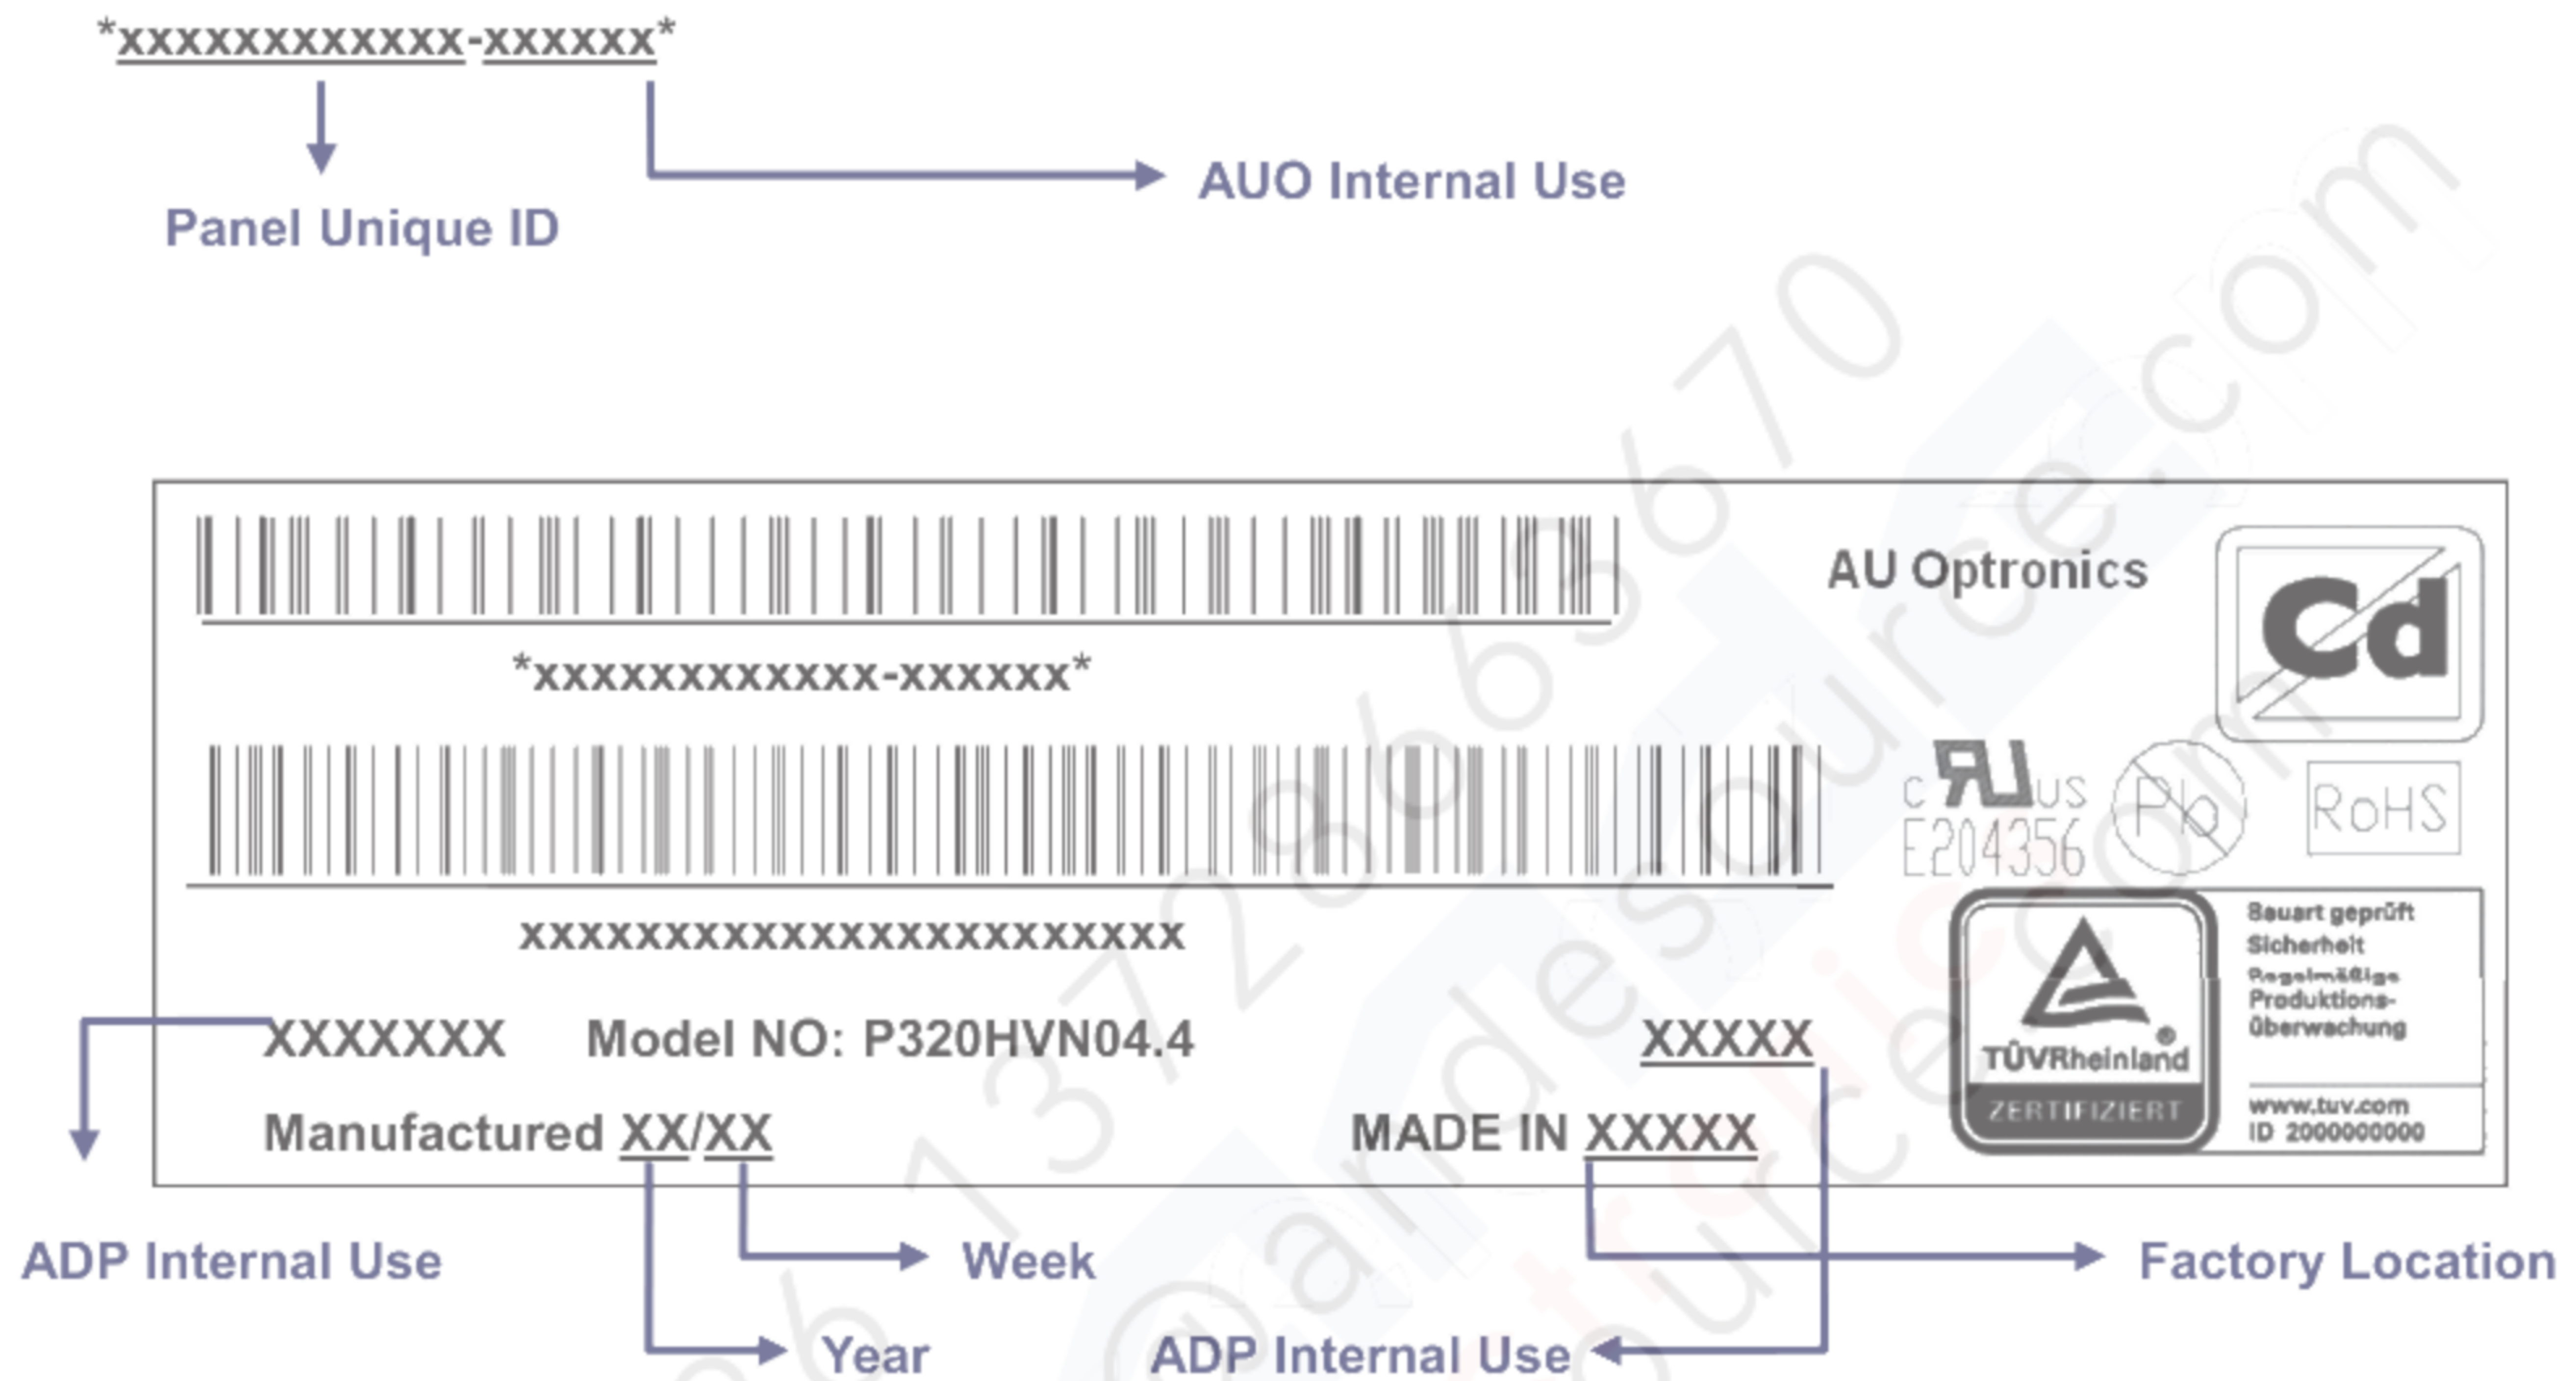 *xxxxxxxxxxxx-xxxxxx*
AUO Internal Use
Panel Unique ID
AU Optronics
Cd
*xxxxxxxxxxxx-xxxxxx*
C RU US
Pb
RoHS
E204356
xxxxxxxxxxxxxxxxxxxxxxx
Bauart geprüft
Sicherheit
Regelmäßige
Produktions-
überwachung
XXXXXXX Model NO: P320HVN04.4 XXXXX
TÜVRheinland®
ZERTIFIZIERT
www.tuv.com
ID 2000000000
Manufactured XX/XX MADE IN XXXXX
ADP Internal Use
Week
Factory Location
Year
ADP Internal Use